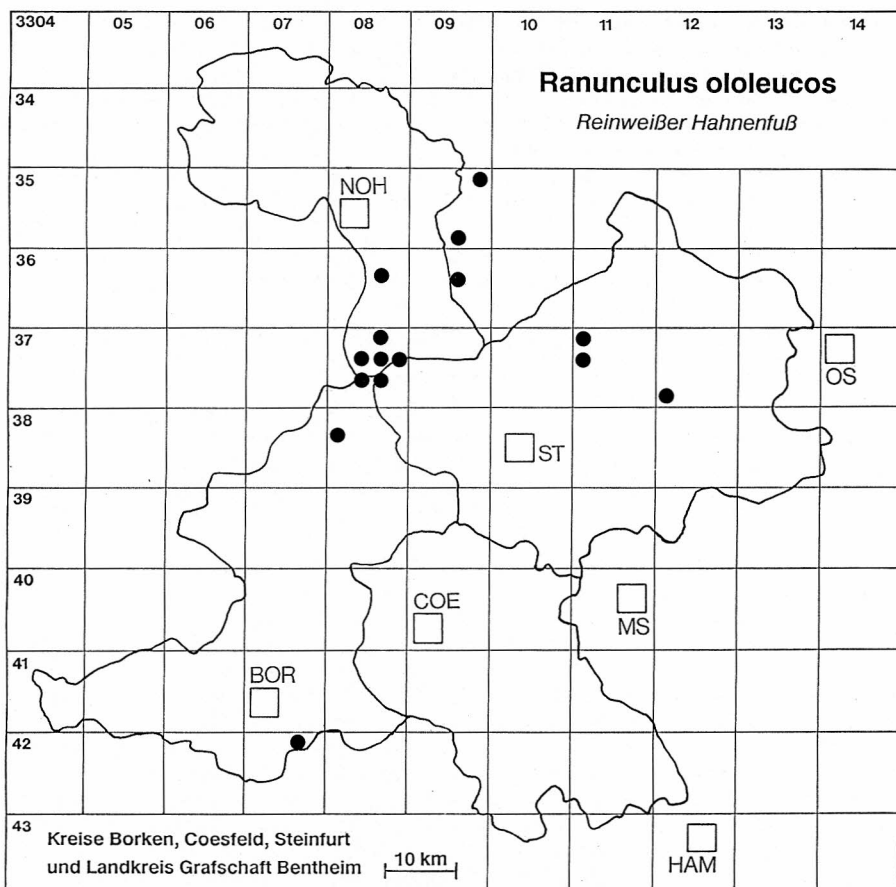 3304 05 06 07 08 09 10 11 12 13 14
Ranunculus ololeucos
34
Reinweißer Hahnenfuß
35
NOH
36
37
OS
38
ST
39
40
COE
MS
41
BOR
42
43
Kreise Borken, Coesfeld, Steinfurt
und Landkreis Grafschaft Bentheim 10 km
HAM